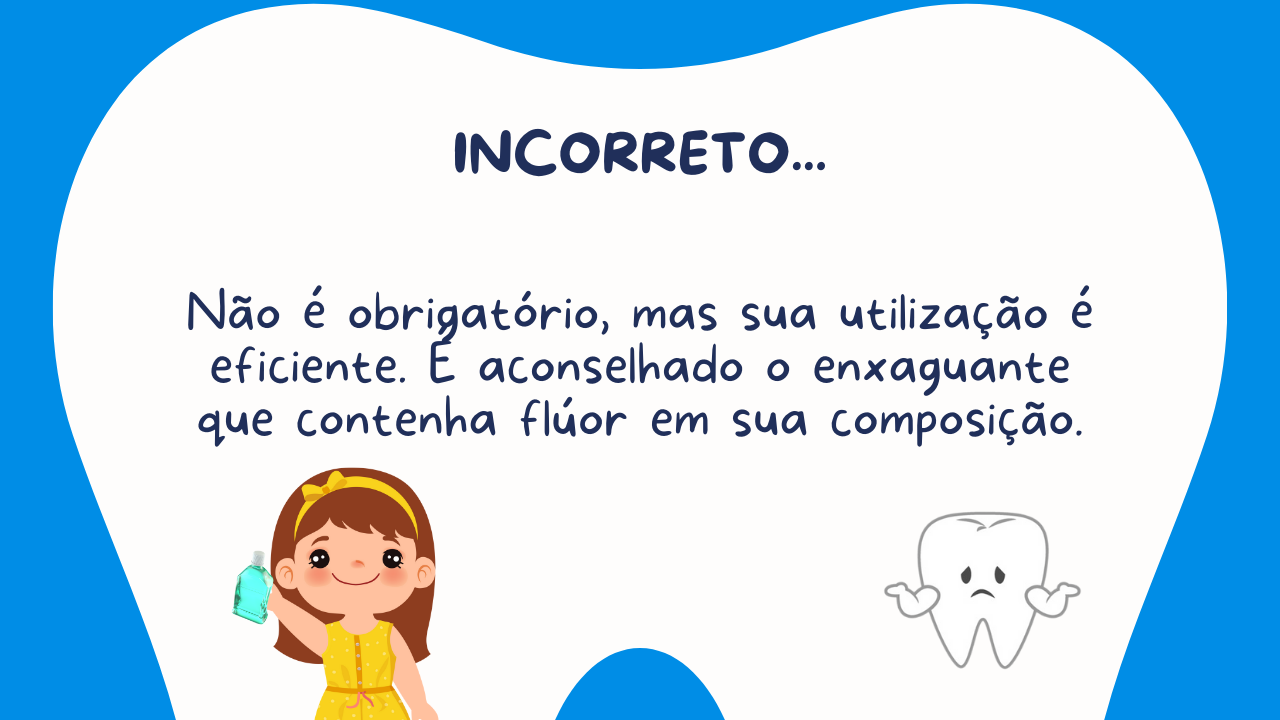 INCORRETO...
Não é obrigatório, mas sua utilização é
eficiente. É aconselhado o enxaguante
que contenha flúor em sua composição.